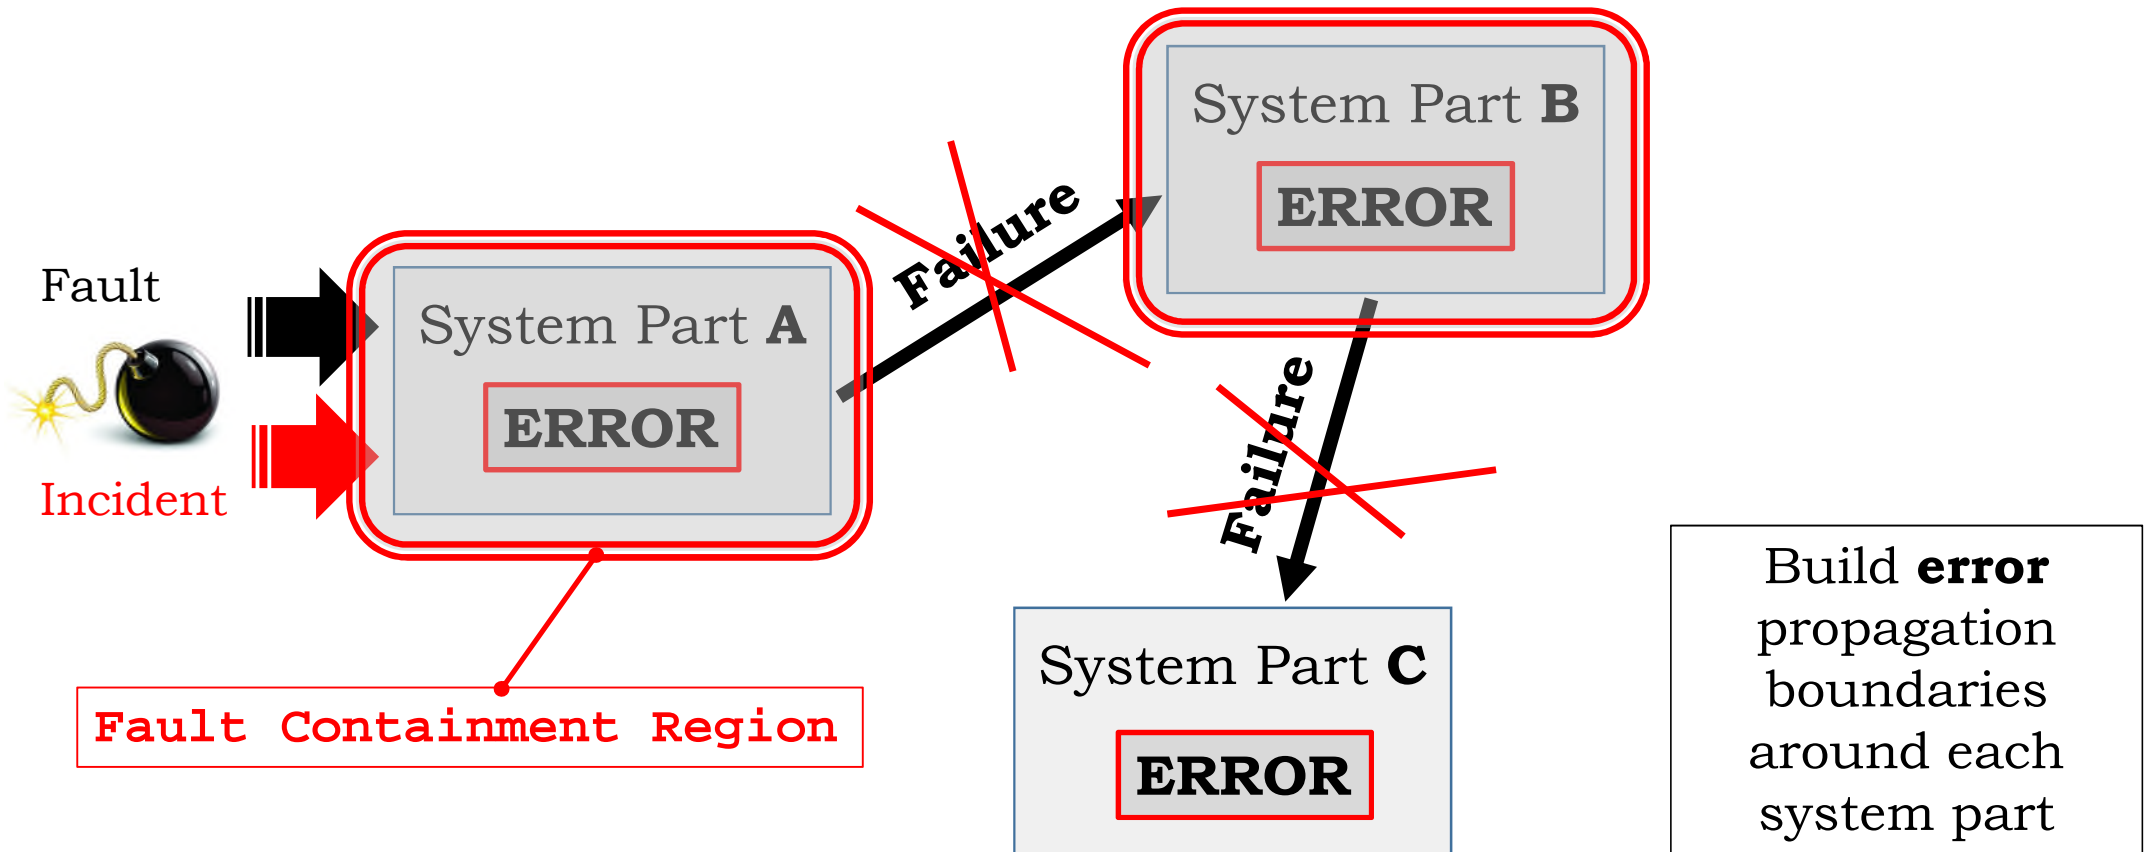 System Part B
ERROR
Failure
Fault
System Part A
ERROR
Incident
Failure
Fault Containment Region
System Part C
ERROR
Build error
propagation
boundaries
around each
system part